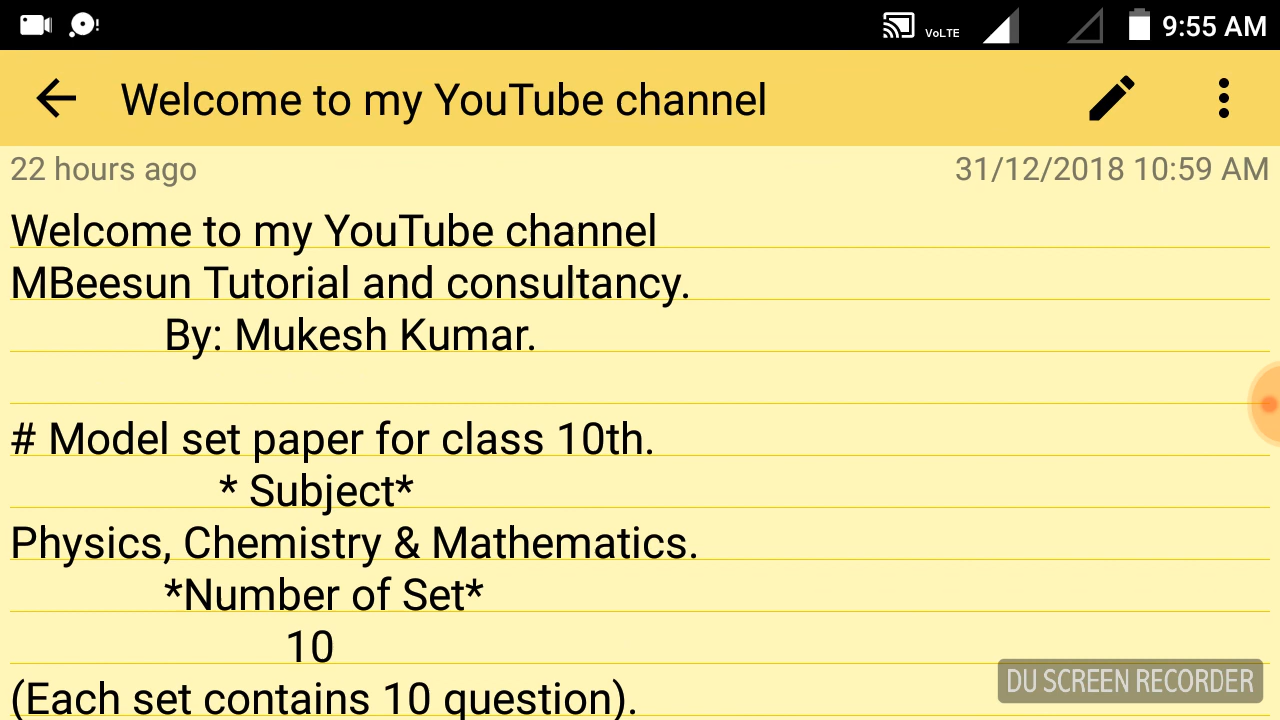 VoLTE 9:55 AM
Welcome to my YouTube channel
22 hours ago 31/12/2018 10:59 AM
Welcome to my YouTube channel
MBeesun Tutorial and consultancy.
By: Mukesh Kumar.
# Model set paper for class 10th.
* Subject*
Physics, Chemistry & Mathematics.
*Number of Set*
10
(Each set contains 10 question).
DU SCREEN RECORDER